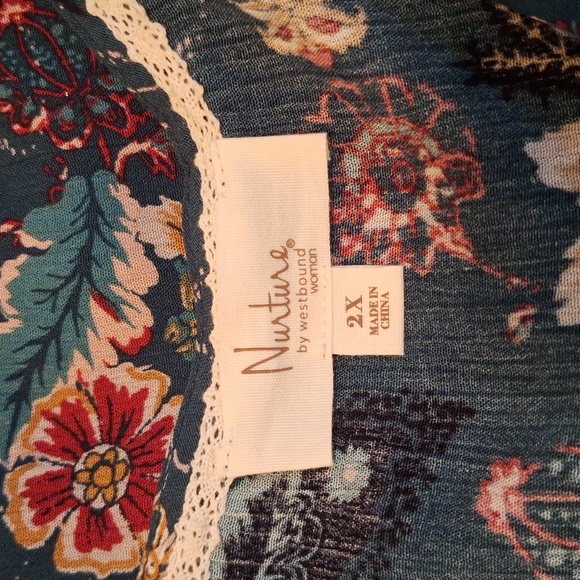 Nurture®
by westbound
woman
2X
MADE IN
CHINA